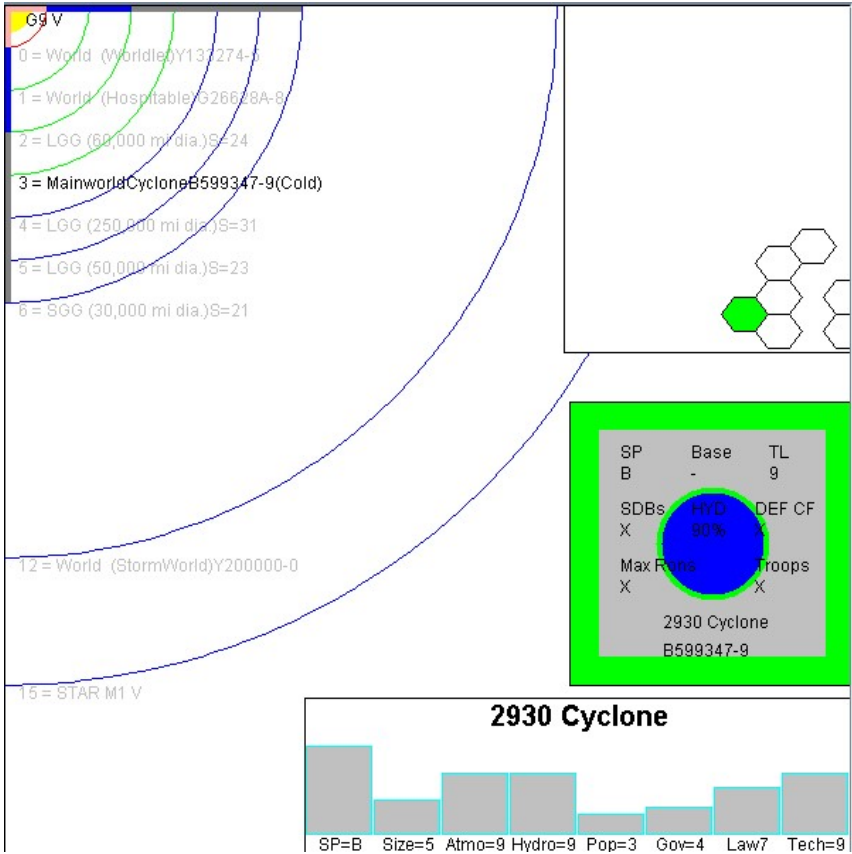 G9 V
0 = World (Worldlet)Y133274-5
1 = World (Hospitable)G26628A-8
2 = LGG (60,000 mi dia.)S=24
3 = MainworldCycloneB599347-9(Cold)
4 = LGG (250,000 mi dia.)S=31
5 = LGG (50,000 mi dia.)S=23
6 = SGG (30,000 mi dia.)S=21
12 = World (StormWorld)Y200000-0
15 = STAR M1 V
SP Base TL
B - 9
SDBs HYD DEF CF
X 90% X
Max Rons Troops
X X
2930 Cyclone
B599347-9
2930 Cyclone
SP=B Size=5 Atmo=9 Hydro=9 Pop=3 Gov=4 Law7 Tech=9